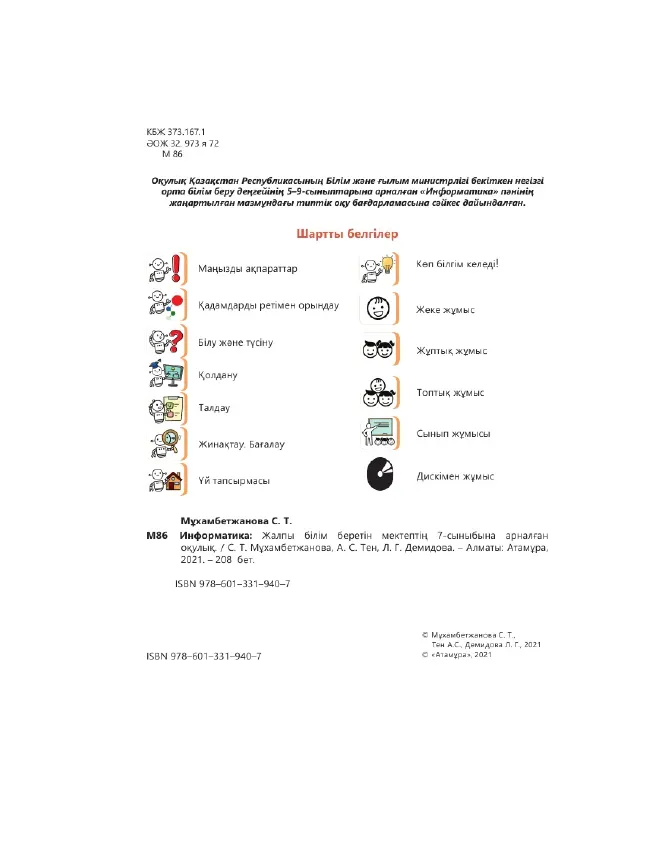 КБЖ 373.167.1
ӘОЖ 32. 973 я 72
М 86
Оқулық Қазақстан Республикасының Білім және ғылым министрлігі бекіткен негізгі
орта білім беру деңгейінің 5–9-сыныптарына арналған «Информатика» пәнінің
жаңартылған мазмұндағы типтік оқу бағдарламасына сәйкес дайындалған.
Шартты белгілер
Маңызды ақпараттар
Қадамдарды ретімен орындау
Білу және түсіну
Қолдану
Талдау
Жинақтау. Бағалау
Үй тапсырмасы
Көп білгім келеді!
Жеке жұмыс
Жұптық жұмыс
Топтық жұмыс
Сынып жұмысы
Дискімен жұмыс
Мұхамбетжанова С. Т.
М86 Информатика: Жалпы білім беретін мектептің 7-сыныбына арналған
оқулық. / С. Т. Мұхамбетжанова, А. С. Тен, Л. Г. Демидова. – Алматы: Атамұра,
2021. – 208 бет.
ISBN 978–601–331–940–7
© Мұхамбетжанова С. Т.,
Тен А.С., Демидова Л. Г., 2021
© «Атамұра», 2021
ISBN 978–601–331–940–7